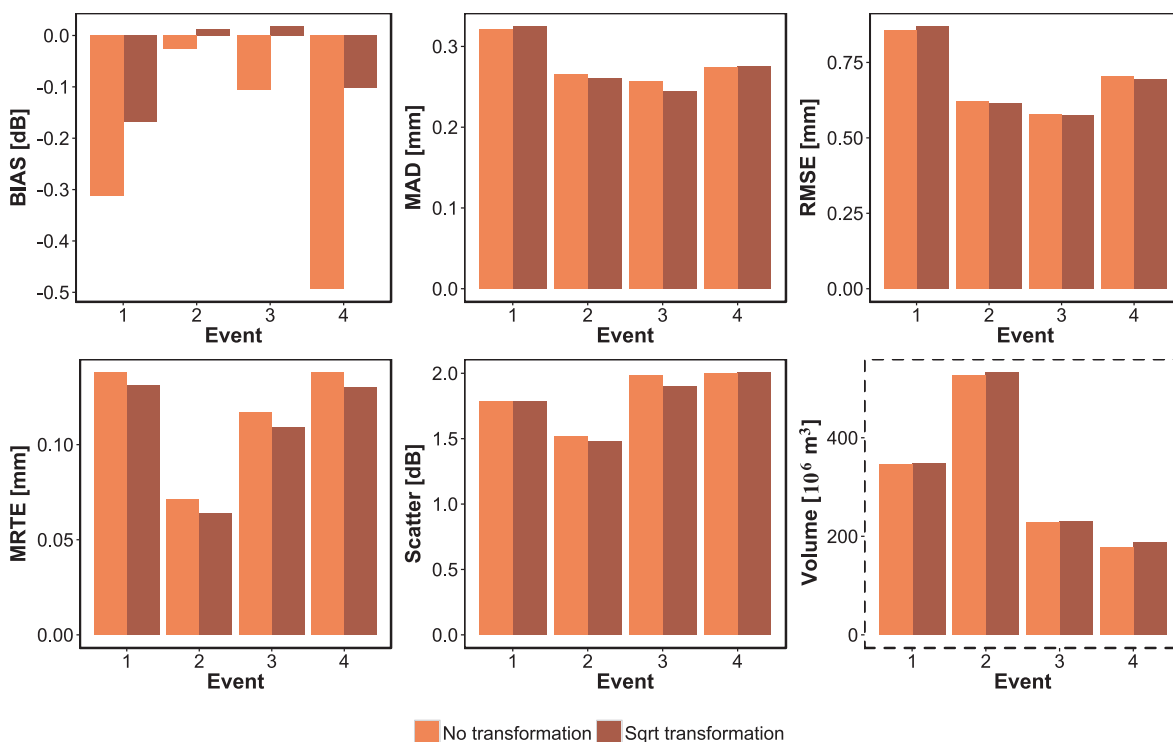 BIAS [dB]
0.0
-0.1
-0.2
-0.3
-0.4
-0.5
1 2 3 4
Event
MAD [mm]
0.3
0.2
0.1
0.0
1 2 3 4
Event
RMSE [mm]
0.75
0.50
0.25
0.00
1 2 3 4
Event
MRTE [mm]
0.10
0.05
0.00
1 2 3 4
Event
Scatter [dB]
2.0
1.5
1.0
0.5
0.0
1 2 3 4
Event
Volume [10⁶ m³]
400
200
0
1 2 3 4
Event
No transformation Sqrt transformation